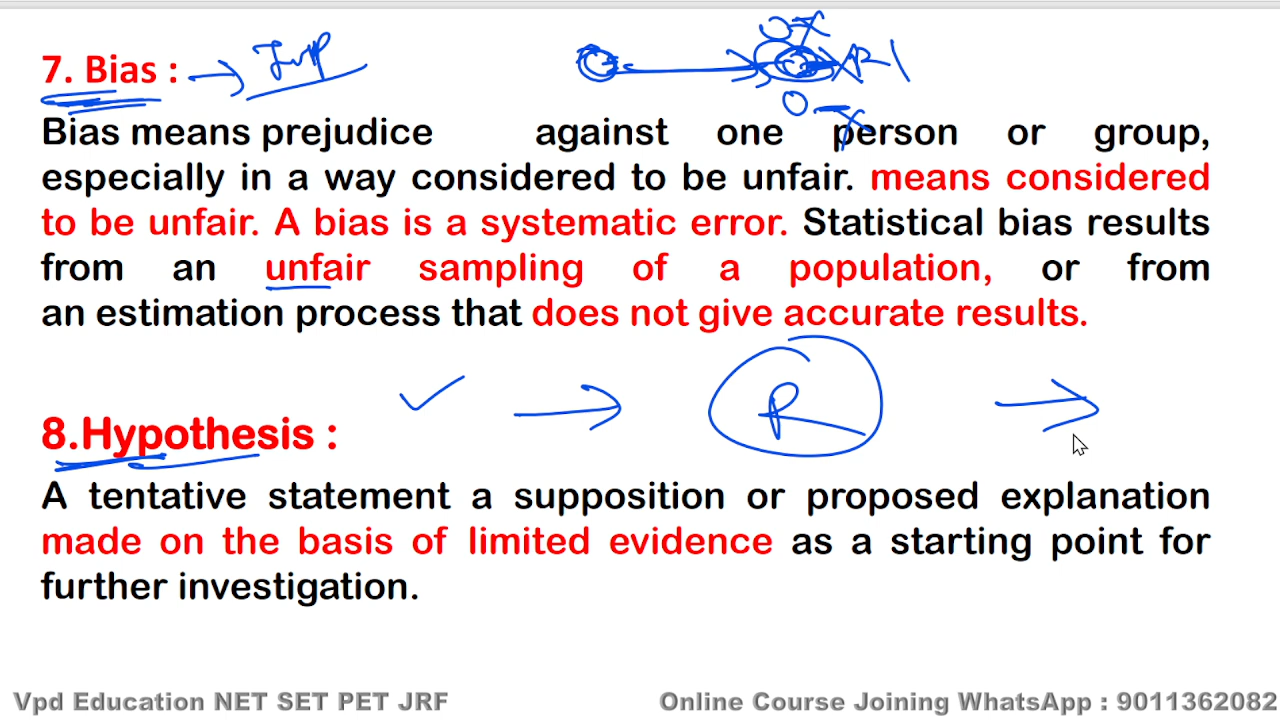 7. Bias : Imp
Bias means prejudice against one person or group,
especially in a way considered to be unfair. means considered
to be unfair. A bias is a systematic error. Statistical bias results
from an unfair sampling of a population, or from
an estimation process that does not give accurate results.
R
8.Hypothesis :
A tentative statement a supposition or proposed explanation
made on the basis of limited evidence as a starting point for
further investigation.
Vpd Education NET SET PET JRF Online Course Joining WhatsApp : 9011362082